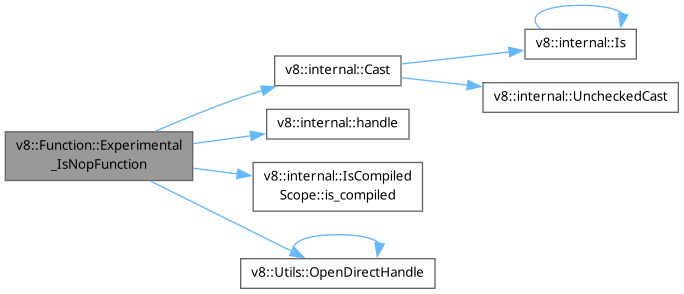 v8::Function::Experimental
_IsNopFunction
v8::internal::Cast
v8::internal::Is
v8::internal::UncheckedCast
v8::internal::handle
v8::internal::IsCompiled
Scope::is_compiled
v8::Utils::OpenDirectHandle